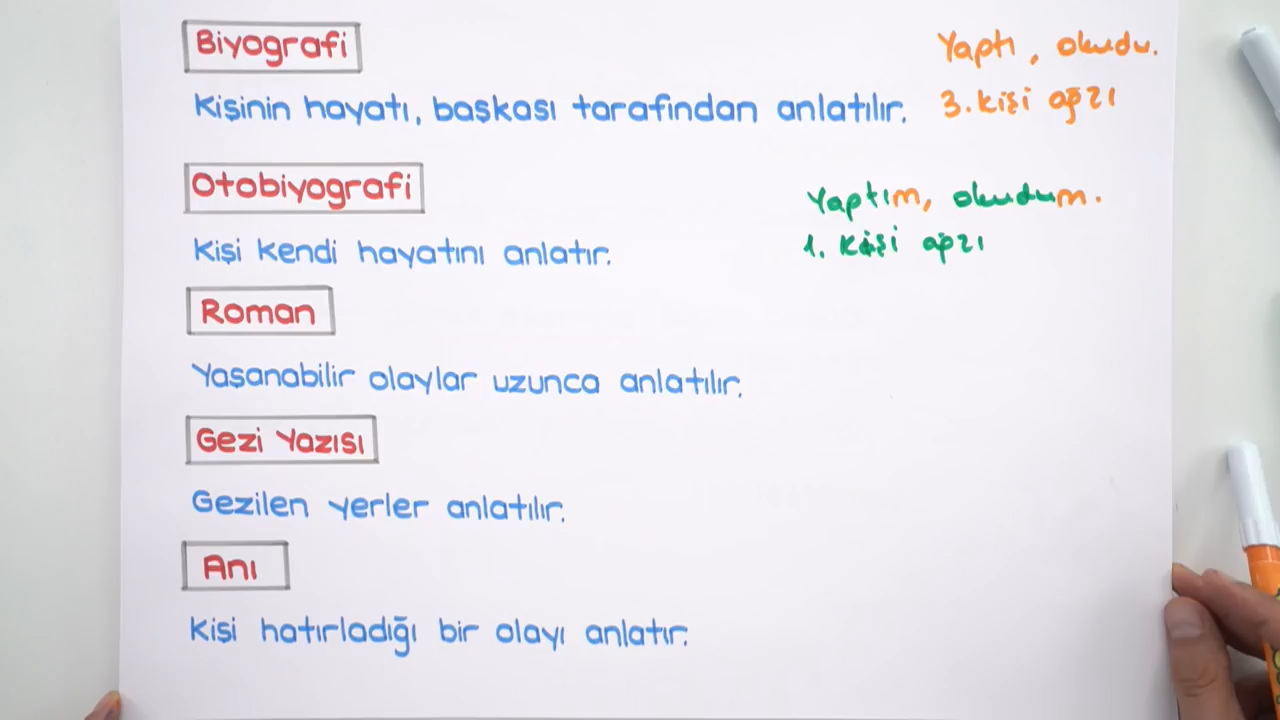 Biyografi
Yaptı, okudu.
Kişinin hayatı, başkası tarafından anlatılır.
3. kişi ağzı
Otobiyografi
Yaptım, okudum.
1. kişi ağzı
Kişi kendi hayatını anlatır.
Roman
Yaşanabilir olaylar uzunca anlatılır.
Gezi Yazısı
Gezilen yerler anlatılır.
Anı
Kişi hatırladığı bir olayı anlatır.